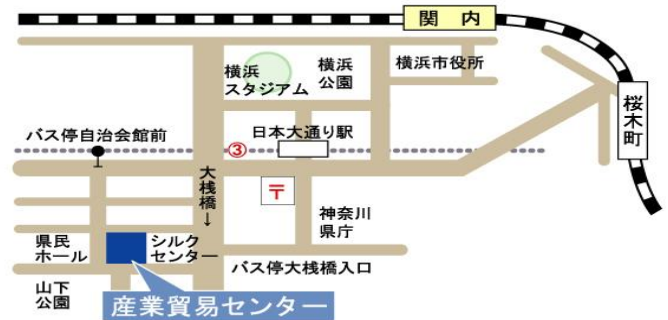 関内
横浜
スタジアム
横浜
公園
横浜市役所
桜木町
バス停自治会館前
③
日本大通り駅
大桟橋↓
〒
神奈川
県庁
県民
ホール
シルク
センター
バス停大桟橋入口
山下
公園
産業貿易センター